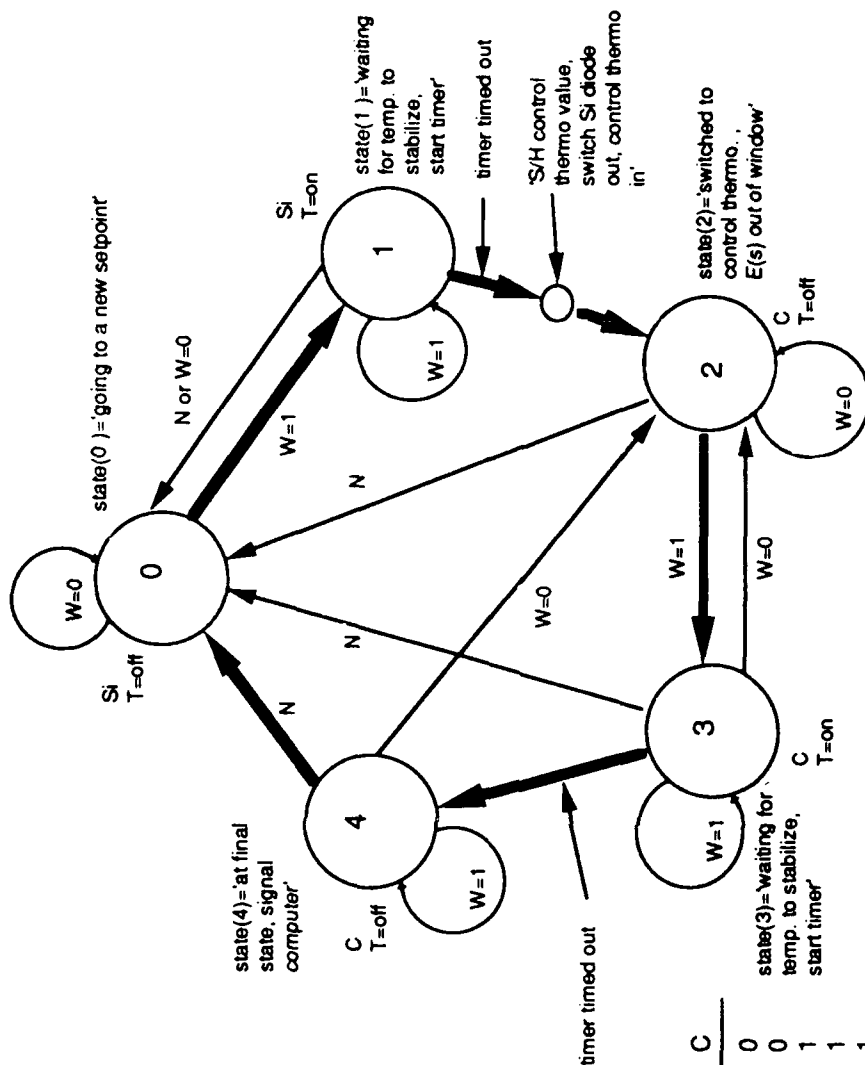 state(0 )='going to a new setpoint'
W=0
0
Si
T=off
N or W=0
W=1
Si
T=on
1
W=1
state(1 )='waiting
for temp. to
stabilize,
start timer'
timer timed out
'S/H control
thermo value,
switch Si diode
out, control thermo
in'
state(2)='switched to
control thermo. ,
E(s) out of window'
2
C
T=off
W=0
N
N
N
W=0
W=1
W=0
3
C
T=on
W=1
state(3)='waiting for
temp. to stabilize,
start timer'
4
C
T=off
W=1
state(4)='at final
state, signal
computer'
timer timed out
C
0
0
1
1
1